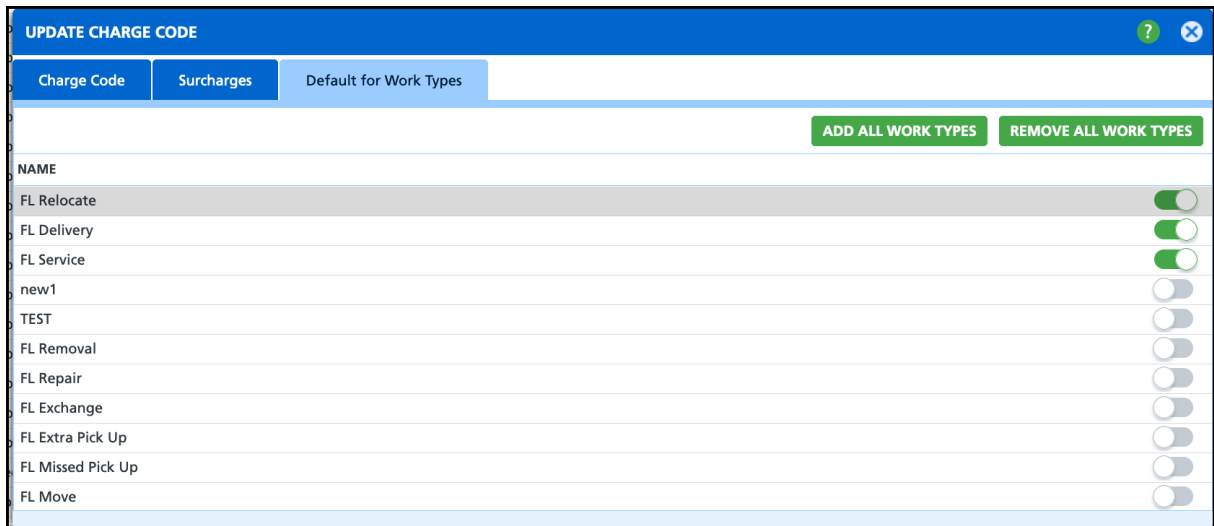 UPDATE CHARGE CODE ?
Charge Code Surcharges Default for Work Types
ADD ALL WORK TYPES REMOVE ALL WORK TYPES
NAME
FL Relocate
FL Delivery
FL Service
new1
TEST
FL Removal
FL Repair
FL Exchange
FL Extra Pick Up
FL Missed Pick Up
FL Move